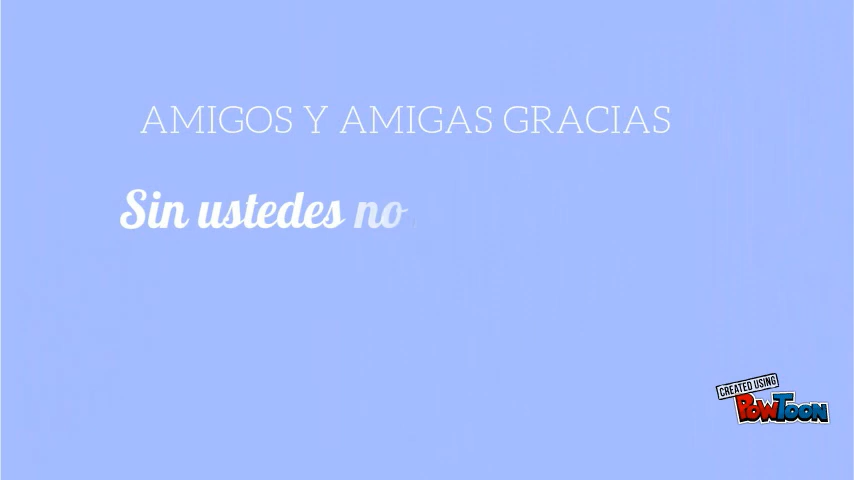 AMIGOS Y AMIGAS GRACIAS
Sin ustedes no
CREATED USING
POWTOON